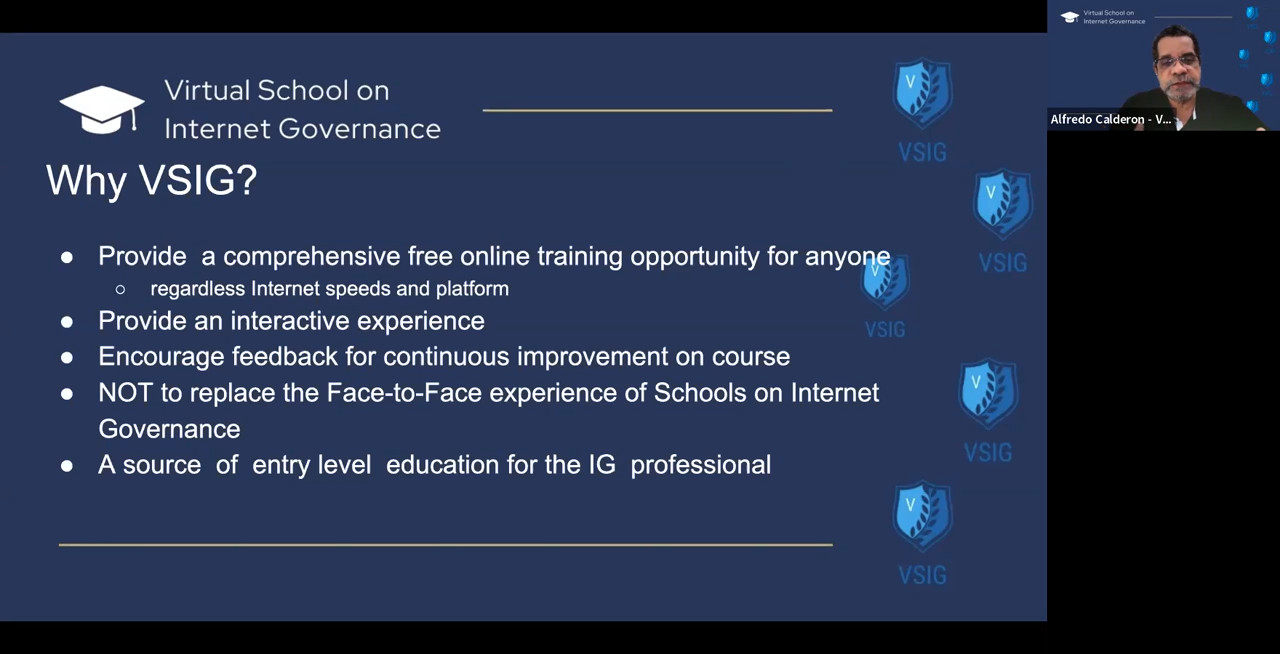 Virtual School on
Internet Governance
Why VSIG?
● Provide a comprehensive free online training opportunity for anyone
○ regardless Internet speeds and platform
● Provide an interactive experience
● Encourage feedback for continuous improvement on course
● NOT to replace the Face-to-Face experience of Schools on Internet
Governance
● A source of entry level education for the IG professional
V
VSIG
V
VSIG
V
VSIG
V
VSIG
V
VSIG
Virtual School on
Internet Governance
Alfredo Calderon - V...